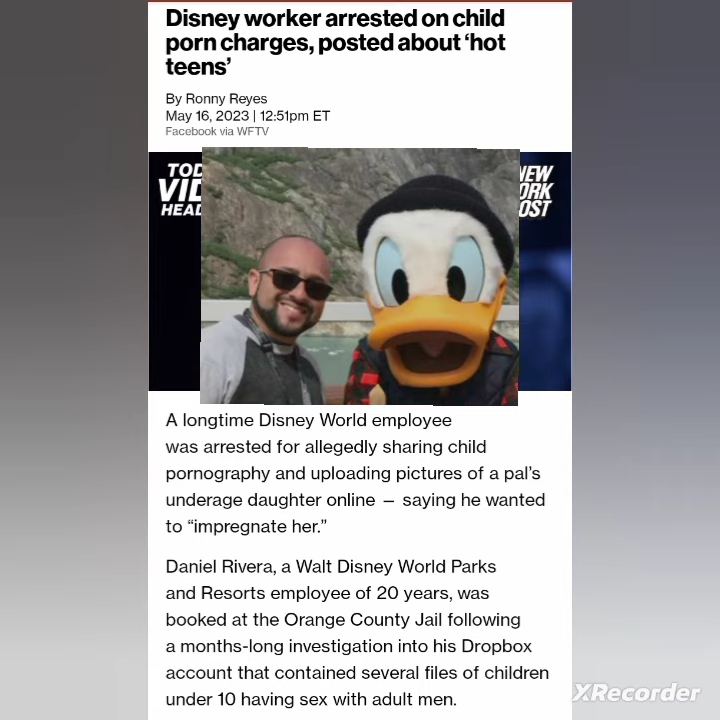 Disney worker arrested on child
porn charges, posted about ‘hot
teens’
By Ronny Reyes
May 16, 2023 | 12:51pm ET
Facebook via WFTV
A longtime Disney World employee
was arrested for allegedly sharing child
pornography and uploading pictures of a pal’s
underage daughter online — saying he wanted
to “impregnate her.”
Daniel Rivera, a Walt Disney World Parks
and Resorts employee of 20 years, was
booked at the Orange County Jail following
a months-long investigation into his Dropbox
account that contained several files of children
under 10 having sex with adult men.
XRecorder